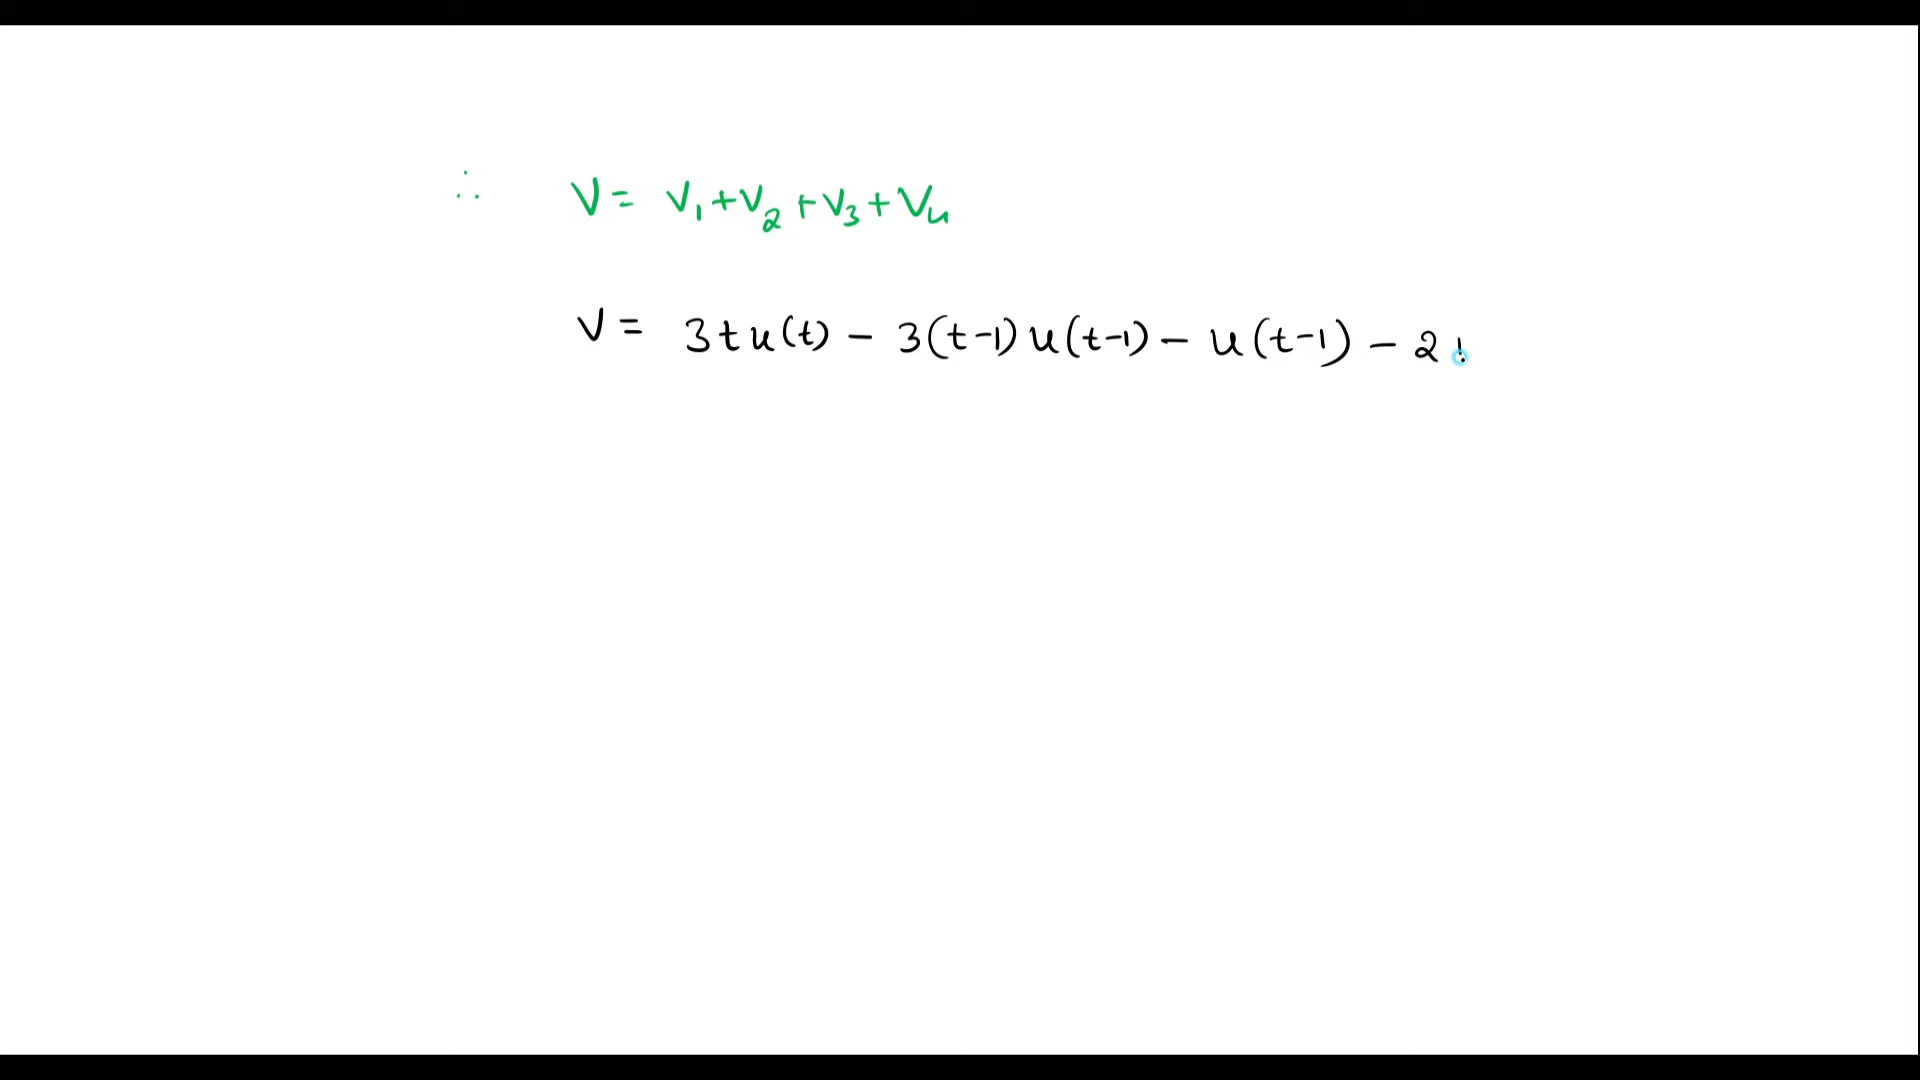 ∴ V = V₁ + V₂ + V₃ + V₄
V = 3tu(t) - 3(t-1)u(t-1) - u(t-1) - 2